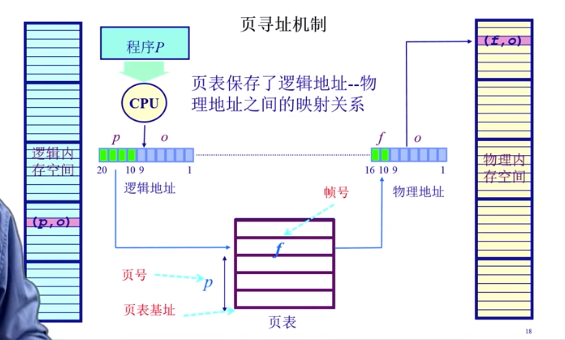 页寻址机制
程序P
CPU
页表保存了逻辑地址--物
理地址之间的映射关系
p o
f o
(f,o)
20 10 9 1
16 10 9 1
逻辑内
存空间
逻辑地址
物理地址
物理内
存空间
(p,o)
帧号
f
页号
p
页表基址
页表
18